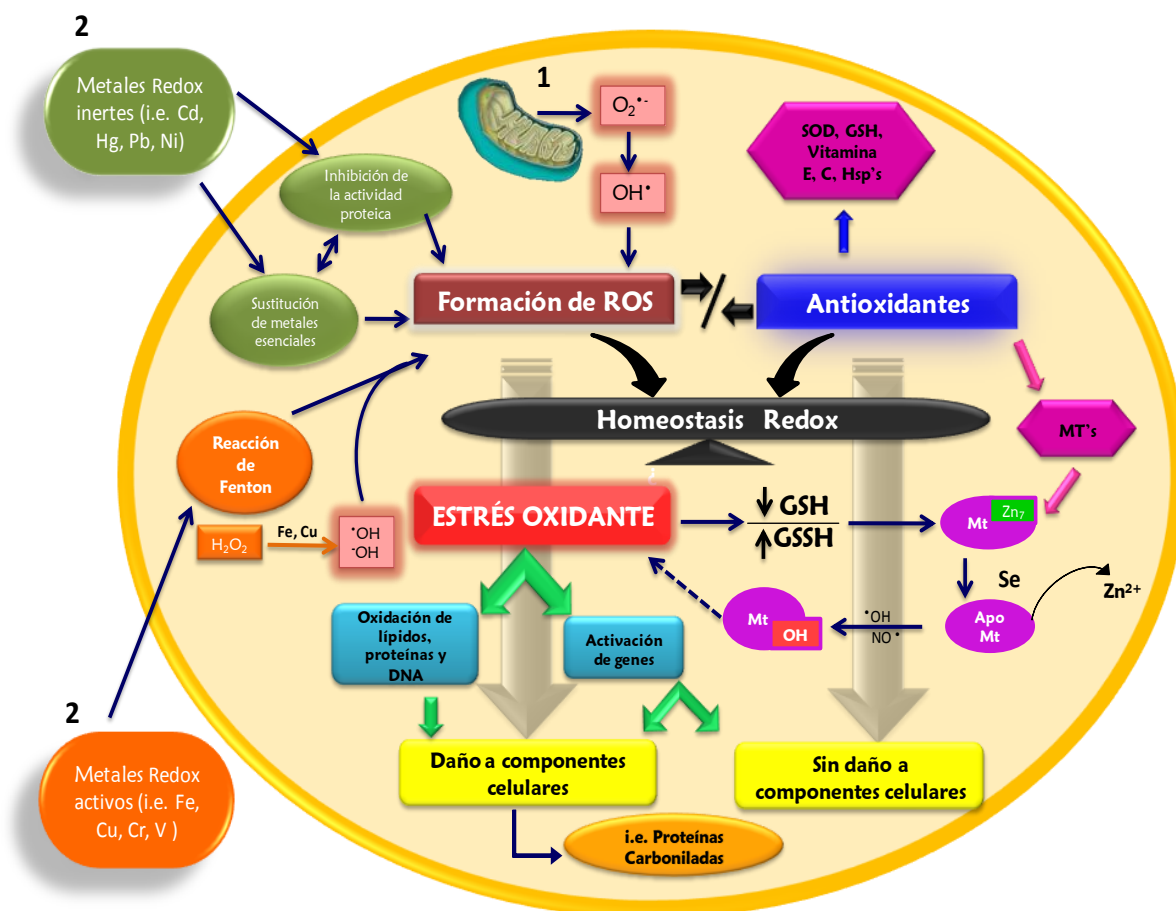 2
Metales Redox
inertes (i.e. Cd,
Hg, Pb, Ni)
1
O₂•-
OH•
SOD, GSH,
Vitamina
E, C, Hsp's
Inhibición de
la actividad
proteica
Sustitución
de metales
esenciales
Formación de ROS
Antioxidantes
Homeostasis Redox
MT's
Reacción
de
Fenton
H₂O₂
Fe, Cu
•OH
-OH
ESTRÉS OXIDANTE
GSH
GSSH
Mt
Zn₇
Se
Zn²⁺
Apo
Mt
•OH
NO•
Mt
OH
Oxidación de
lípidos,
proteínas y
DNA
Activación
de genes
2
Metales Redox
activos (i.e. Fe,
Cu, Cr, V )
Daño a componentes
celulares
Sin daño a
componentes celulares
i.e. Proteínas
Carboniladas